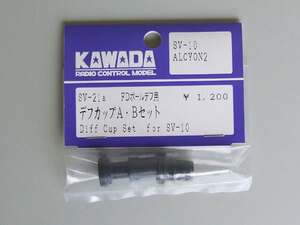 KAWADA
RADIO CONTROL MODEL
SV-10
ALCYON2
SV-21a FDボールデフ用 ¥ 1,200
デフカップA・Bセット
Diff Cup Set for SV-10